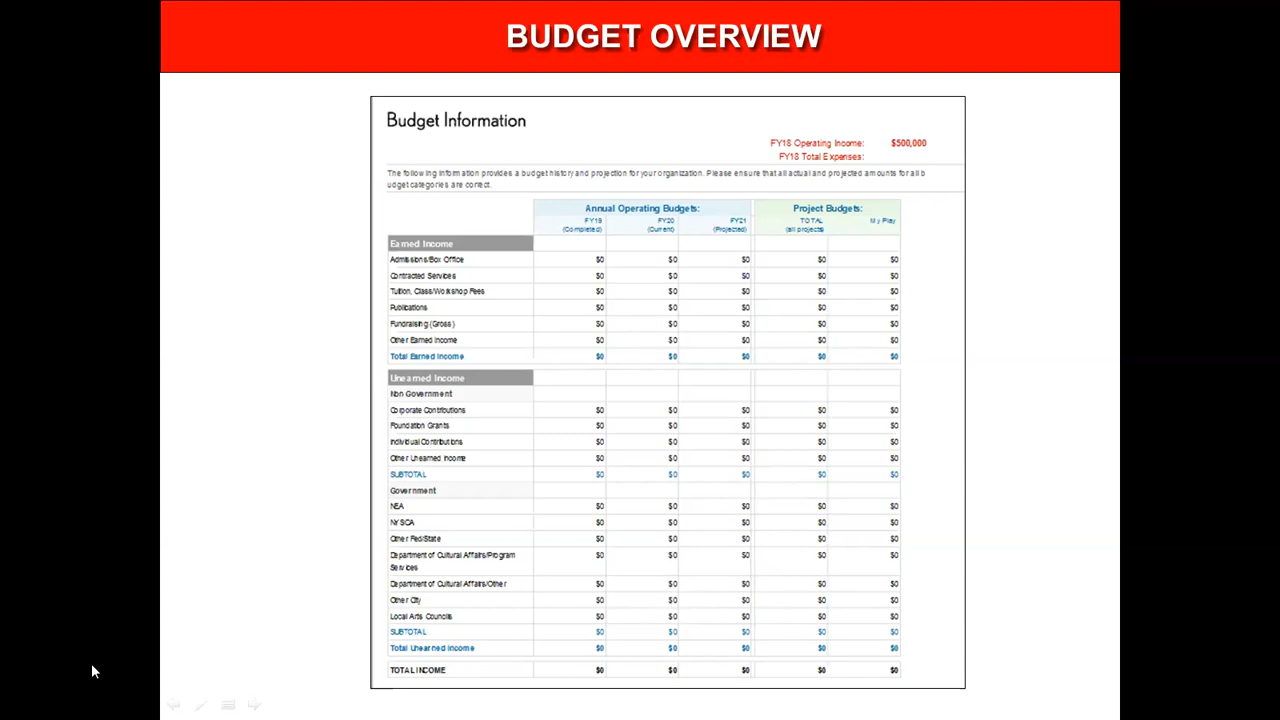 BUDGET OVERVIEW
Budget Information
FY18 Operating Income: $500,000
FY18 Total Expenses:
The following information provides a budget history and projection for your organization. Please ensure that all actual and projected amounts for all b
udget categories are correct.
Annual Operating Budgets: Project Budgets:
FY19 FY20 FY21 TOTAL My Play
(Completed) (Current) (Projected) (all projects)
Earned Income
Admissions/Box Office $0 $0 $0 $0 $0
Contracted Services $0 $0 $0 $0 $0
Tuition, Class/Workshop Fees $0 $0 $0 $0 $0
Publications $0 $0 $0 $0 $0
Fundraising (Gross) $0 $0 $0 $0 $0
Other Earned Income $0 $0 $0 $0 $0
Total Earned Income $0 $0 $0 $0 $0
Unearned Income
Non Government
Corporate Contributions $0 $0 $0 $0 $0
Foundation Grants $0 $0 $0 $0 $0
Individual Contributions $0 $0 $0 $0 $0
Other Unearned Income $0 $0 $0 $0 $0
SUBTOTAL $0 $0 $0 $0 $0
Government
NEA $0 $0 $0 $0 $0
NYSCA $0 $0 $0 $0 $0
Other Fed/State $0 $0 $0 $0 $0
Department of Cultural Affairs/Program $0 $0 $0 $0 $0
Services
Department of Cultural Affairs/Other $0 $0 $0 $0 $0
Other City $0 $0 $0 $0 $0
Local Arts Councils $0 $0 $0 $0 $0
SUBTOTAL $0 $0 $0 $0 $0
Total Unearned Income $0 $0 $0 $0 $0
TOTAL INCOME $0 $0 $0 $0 $0